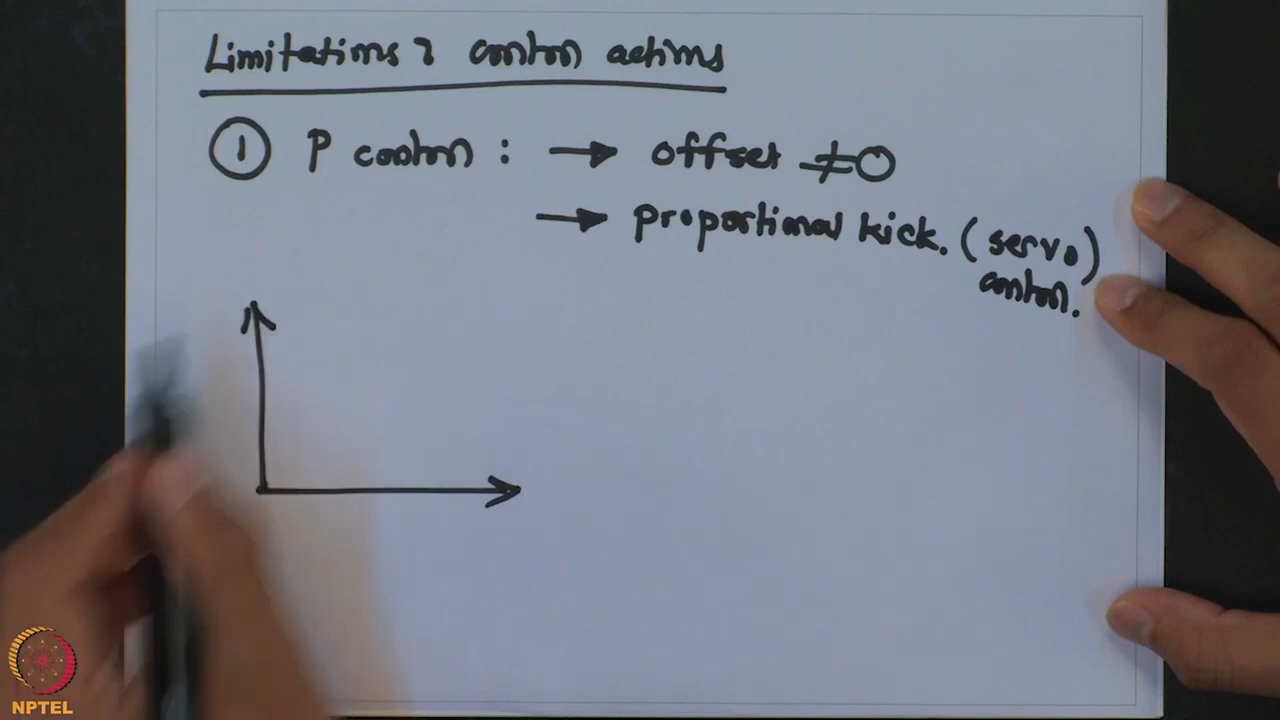 Limitations of control actions
① P control : → offset ≠0
→ proportional kick. (servo)
control.
NPTEL